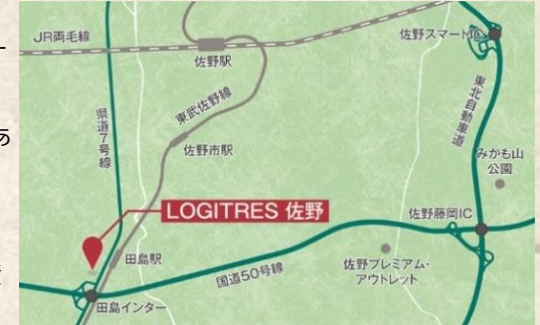 JR両毛線
佐野駅
佐野スマートIC
東武佐野線
東北自動車道
県道7号線
佐野市駅
みかも山
公園
LOGITRES 佐野
佐野藤岡IC
田島駅
国道50号線
佐野プレミアム・
アウトレット
田島インター